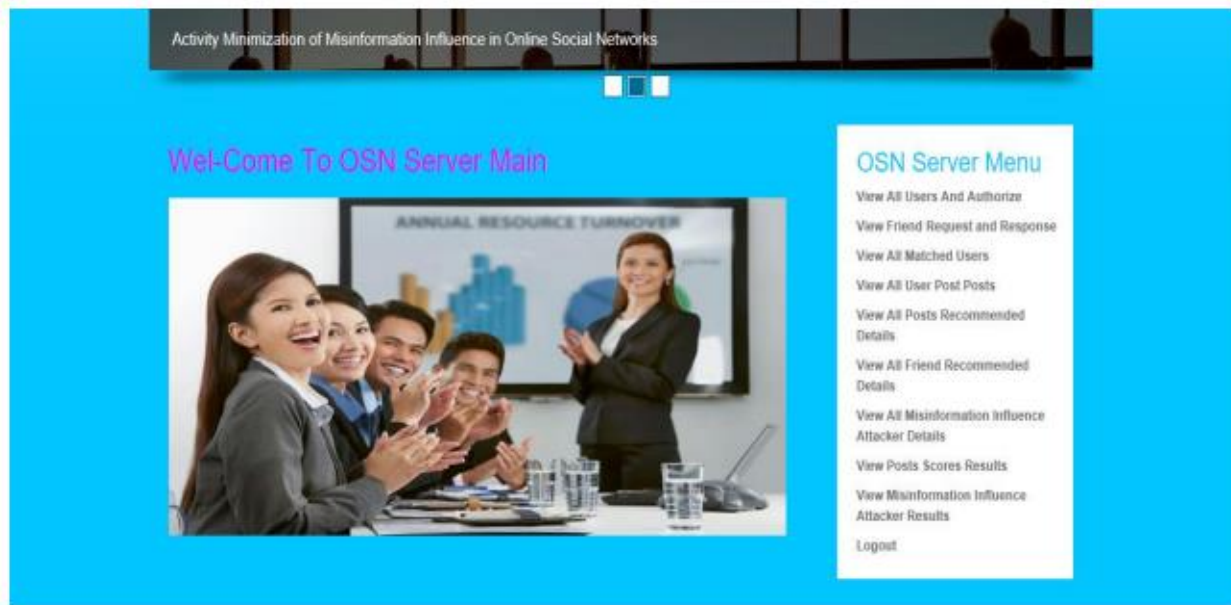 Activity Minimization of Misinformation Influence in Online Social Networks
Wel-Come To OSN Server Main
ANNUAL RESOURCE TURNOVER
OSN Server Menu
View All Users And Authorize
View Friend Request and Response
View All Matched Users
View All User Post Posts
View All Posts Recommended
Details
View All Friend Recommended
Details
View All Misinformation Influence
Attacker Details
View Posts Scores Results
View Misinformation Influence
Attacker Results
Logout